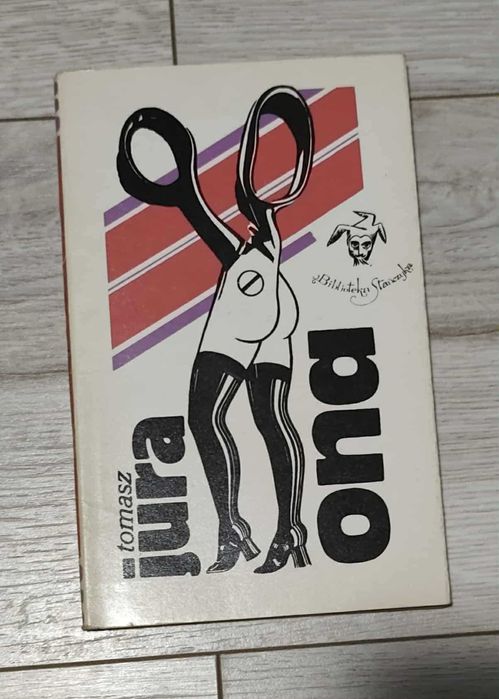 tomasz
jura
ona
Biblioteka Stańczyka